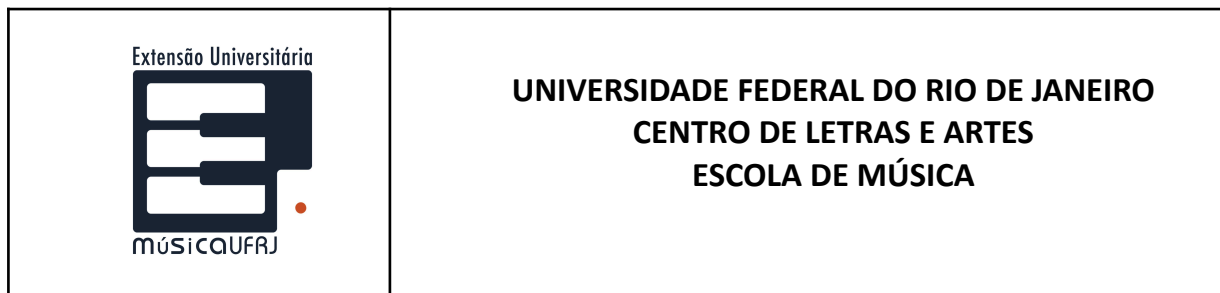 Extensão Universitária
músicaUFRJ
UNIVERSIDADE FEDERAL DO RIO DE JANEIRO
CENTRO DE LETRAS E ARTES
ESCOLA DE MÚSICA